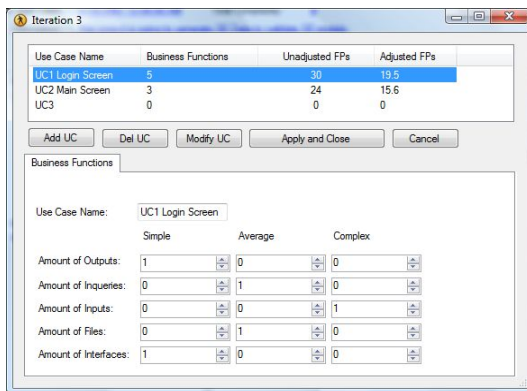 Iteration 3
Use Case Name Business Functions Unadjusted FPs Adjusted FPs
UC1 Login Screen 5 30 19.5
UC2 Main Screen 3 24 15.6
UC3 0 0 0
Add UC Del UC Modify UC Apply and Close Cancel
Business Functions
Use Case Name: UC1 Login Screen
Simple Average Complex
Amount of Outputs: 1 0 0
Amount of Inqueries: 0 1 0
Amount of Inputs: 0 0 1
Amount of Files: 0 1 0
Amount of Interfaces: 1 0 0